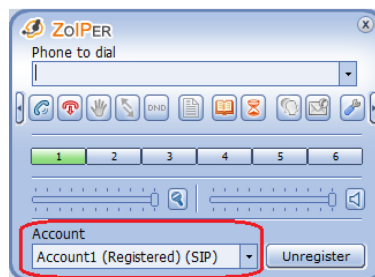 ZOIPER
Phone to dial
DND
1 2 3 4 5 6
Account
Account1 (Registered) (SIP)
Unregister